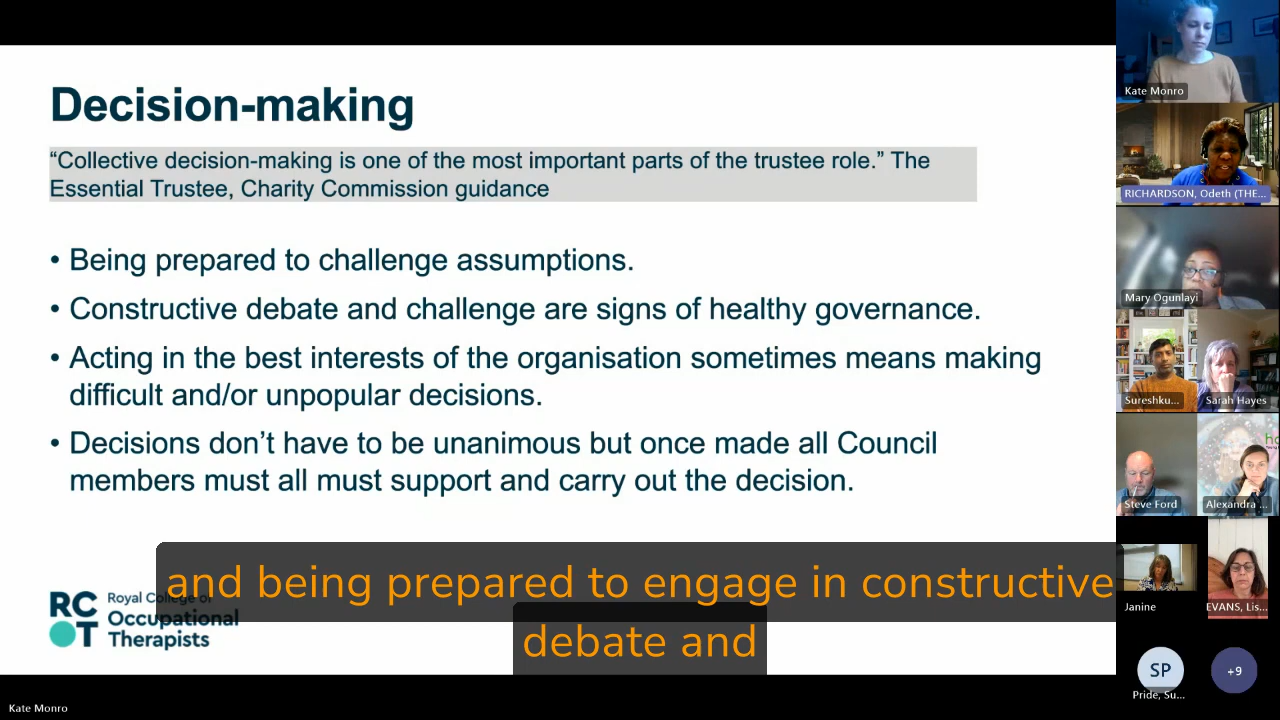 Decision-making
“Collective decision-making is one of the most important parts of the trustee role.” The
Essential Trustee, Charity Commission guidance
• Being prepared to challenge assumptions.
• Constructive debate and challenge are signs of healthy governance.
• Acting in the best interests of the organisation sometimes means making
difficult and/or unpopular decisions.
• Decisions don’t have to be unanimous but once made all Council
members must all must support and carry out the decision.
and being prepared to engage in constructive
debate and
RC
OT
Royal College of
Occupational
Therapists
Kate Monro
Kate Monro
RICHARDSON, Odeth (THE...
Mary Ogunlayi
Sureshku...
Sarah Hayes
Steve Ford
Alexandra ...
Janine
EVANS, Lis...
SP
Pride, Su...
+9